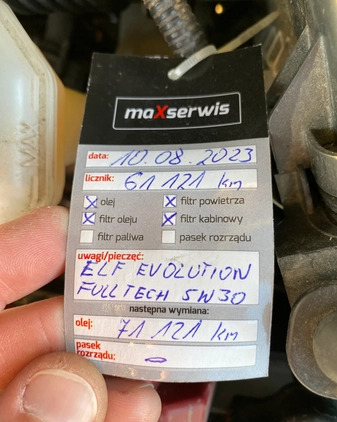 MAX
maXserwis
data: 10.08.2023
licznik: 61 121 km
olej filtr powietrza
filtr oleju filtr kabinowy
filtr paliwa pasek rozrządu
uwagi/pieczęć:
ELF EVOLUTION
FULLTECH 5W30
następna wymiana:
olej: 71 121 km
pasek
rozrządu: -